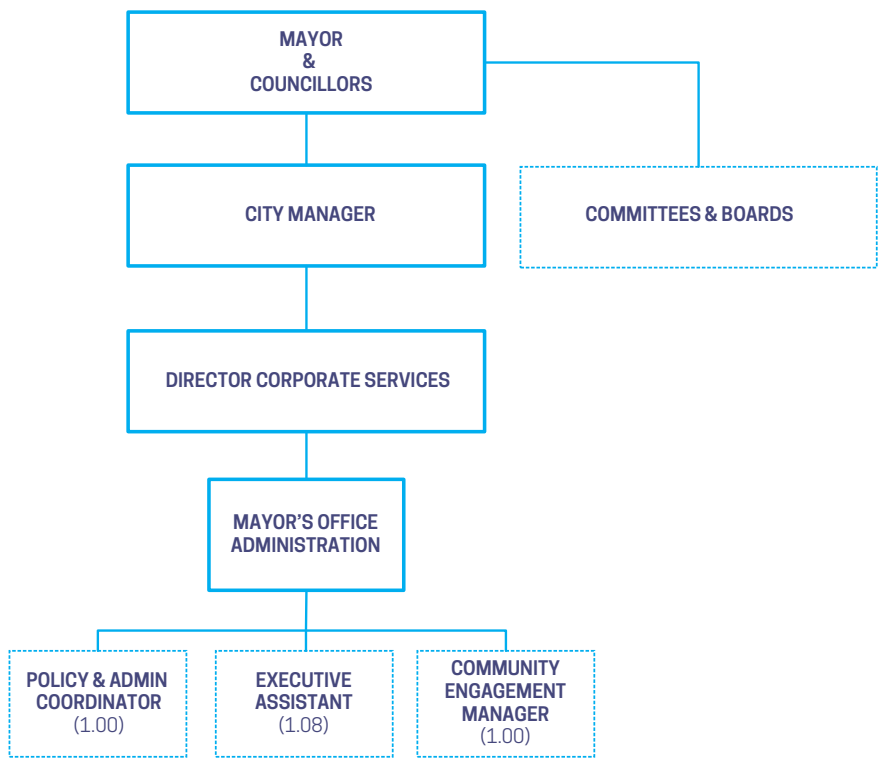 MAYOR
&
COUNCILLORS
CITY MANAGER
COMMITTEES & BOARDS
DIRECTOR CORPORATE SERVICES
MAYOR’S OFFICE
ADMINISTRATION
POLICY & ADMIN
COORDINATOR
(1.00)
EXECUTIVE
ASSISTANT
(1.08)
COMMUNITY
ENGAGEMENT
MANAGER
(1.00)